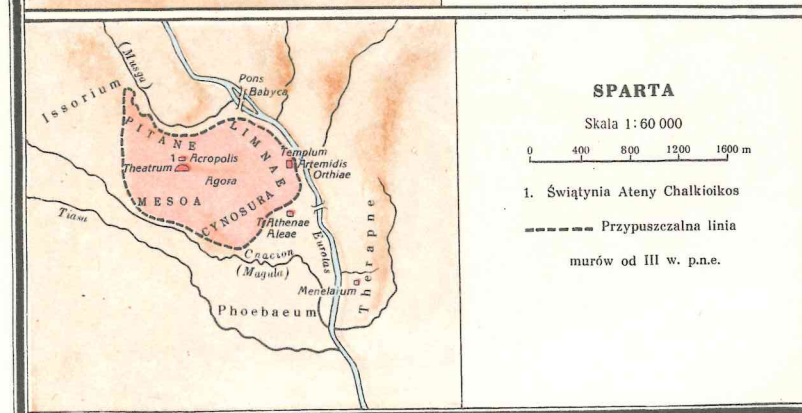 (Musga)
Issorium
Pons
Babyca
PITANE
LIMNAE
1
Acropolis
Theatrum
Templum
Artemidis
Orthiae
Agora
MESOA
CYNOSURA
T. Athenae
Aleae
Tiasa
Cnacion
(Magula)
Eurotas
Therapne
Menelaium
Phoebaeum
SPARTA
Skala 1:60 000
0 400 800 1200 1600 m
1. Świątynia Ateny Chalkioikos
Przypuszczalna linia
murów od III w. p.n.e.